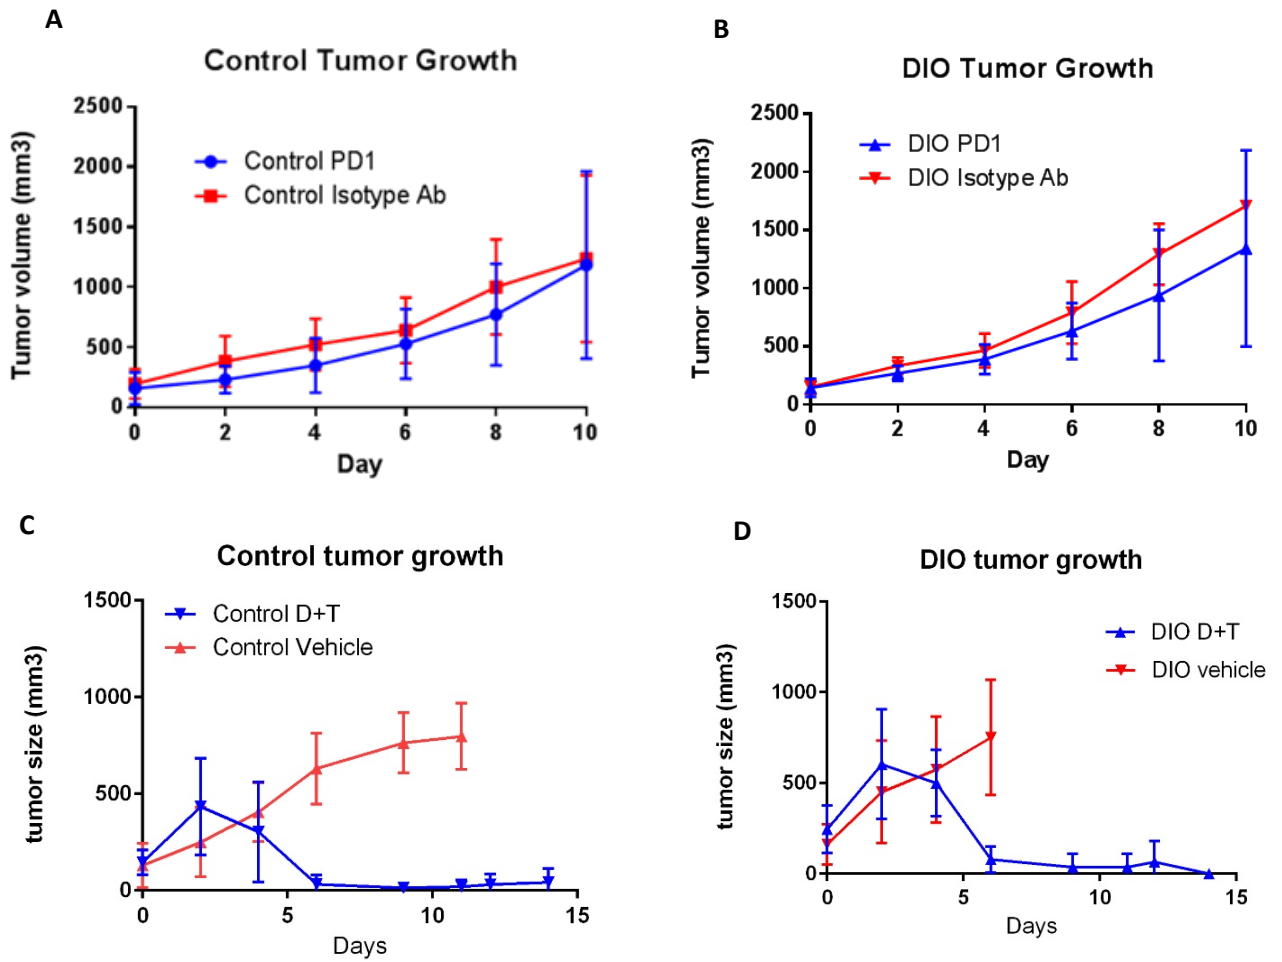 A
Control Tumor Growth
Tumor volume (mm3)
2500
2000
1500
1000
500
0
Control PD1
Control Isotype Ab
0 2 4 6 8 10
Day
B
DIO Tumor Growth
Tumor volume (mm3)
2500
2000
1500
1000
500
0
DIO PD1
DIO Isotype Ab
0 2 4 6 8 10
Day
C
Control tumor growth
tumor size (mm3)
1500
1000
500
0
Control D+T
Control Vehicle
0 5 10 15
Days
D
DIO tumor growth
tumor size (mm3)
1500
1000
500
0
DIO D+T
DIO vehicle
0 5 10 15
Days